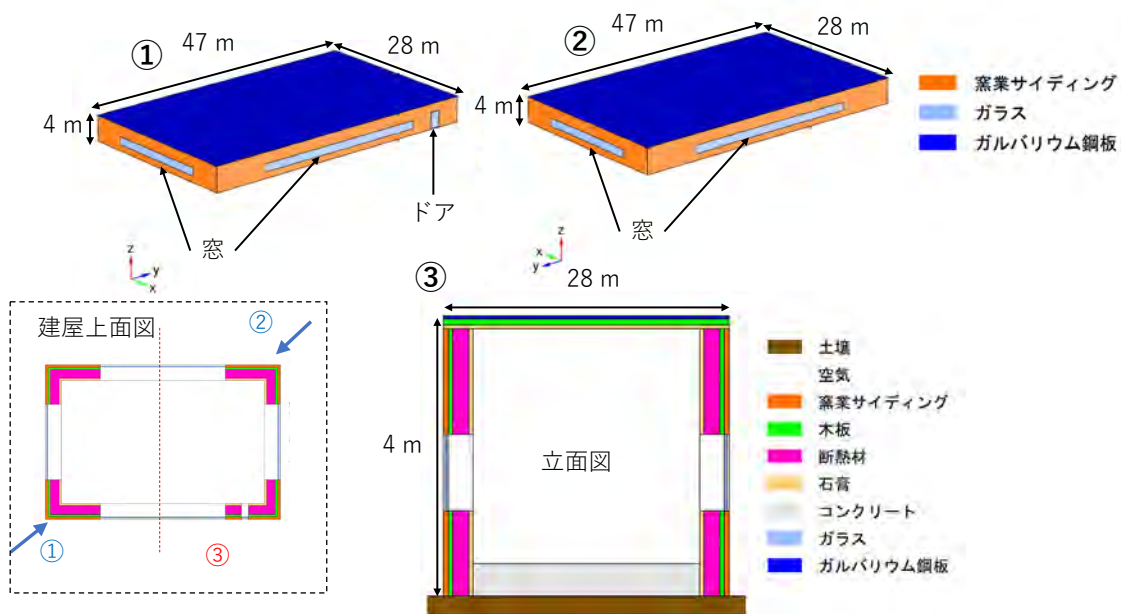 ①
47 m
28 m
4 m
窓
ドア
z
y
x
②
47 m
28 m
4 m
窓
z
x
y
窯業サイディング
ガラス
ガルバリウム鋼板
建屋上面図
②
①
③
③
28 m
4 m
立面図
土壌
空気
窯業サイディング
木板
断熱材
石膏
コンクリート
ガラス
ガルバリウム鋼板